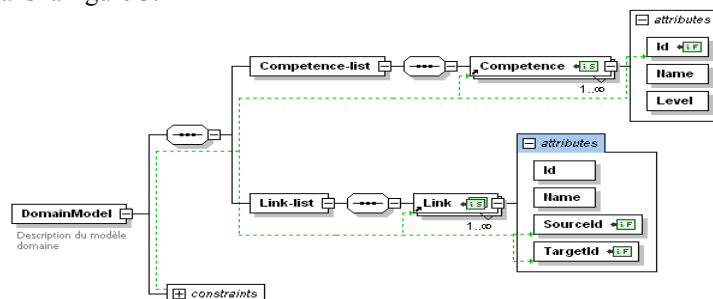 attributes
Id
Name
Level
Competence-list
Competence
1..∞
attributes
Id
Name
SourceId
TargetId
Link-list
Link
1..∞
DomainModel
Description du modèle
domaine
constraints